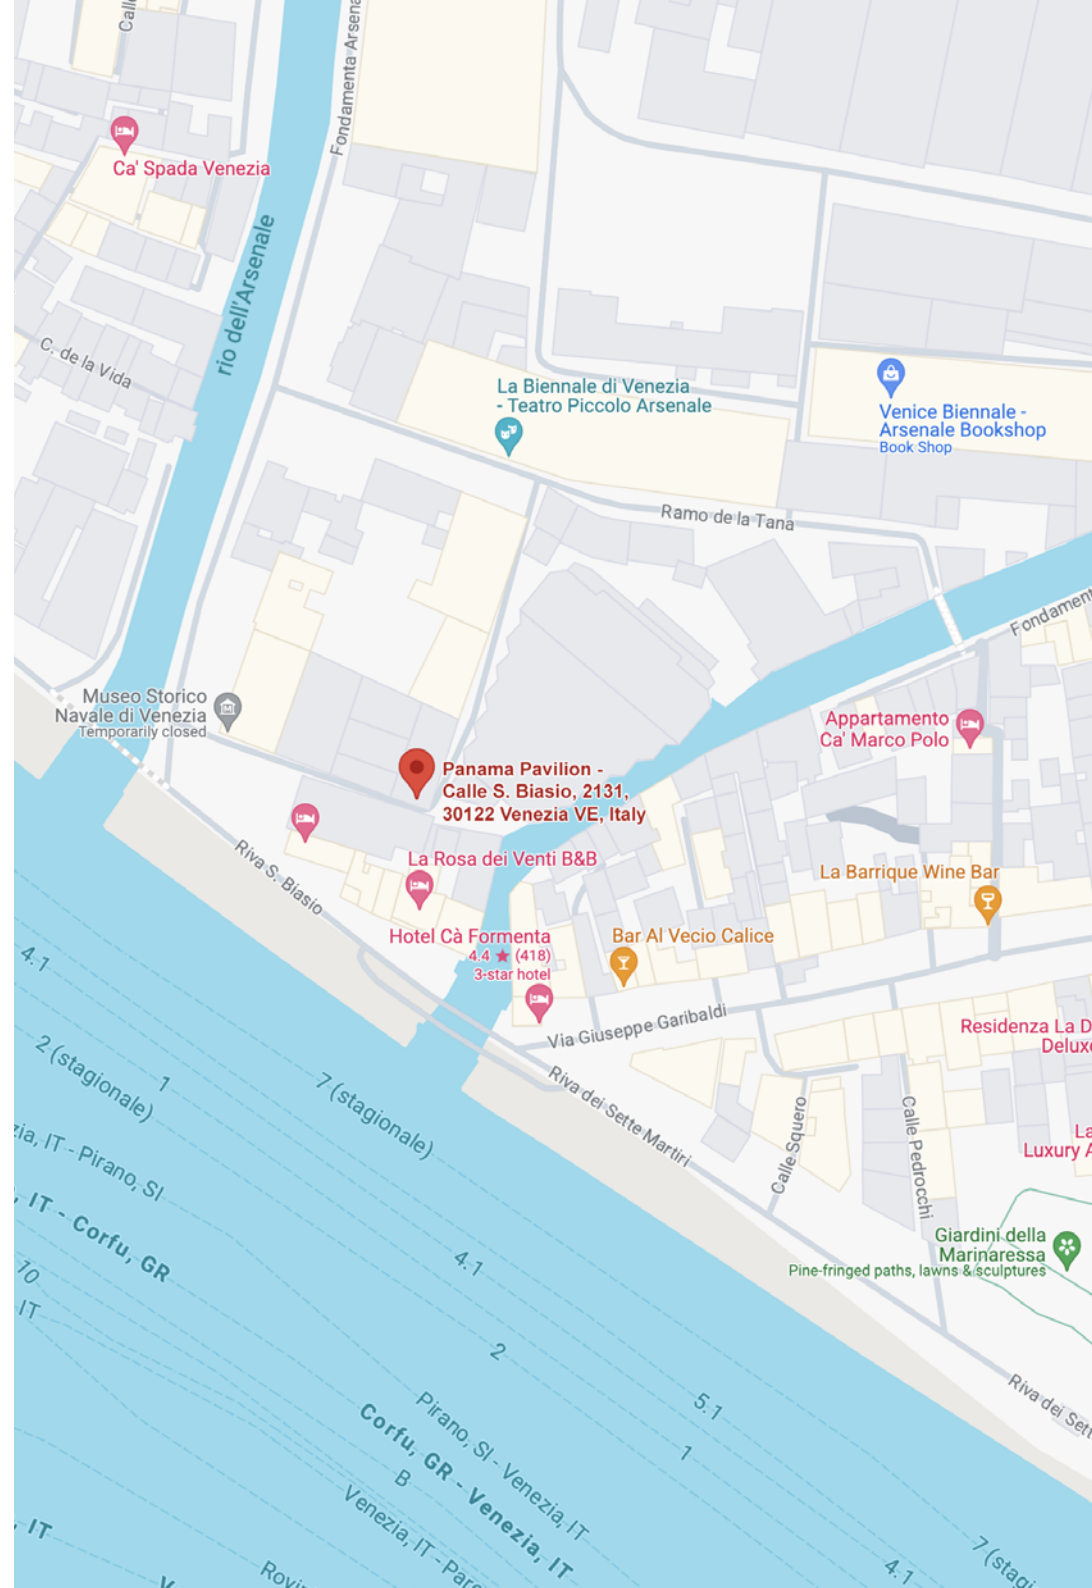 Calle
Fondamenta Arsena
Ca' Spada Venezia
rio dell'Arsenale
C. de la Vida
La Biennale di Venezia
- Teatro Piccolo Arsenale
Venice Biennale -
Arsenale Bookshop
Book Shop
Ramo de la Tana
Fondament
Museo Storico
Navale di Venezia
Temporarily closed
Appartamento
Ca' Marco Polo
Panama Pavilion -
Calle S. Biasio, 2131,
30122 Venezia VE, Italy
Riva S. Biasio
La Rosa dei Venti B&B
La Barrique Wine Bar
Hotel Cà Formenta
4.4 ★ (418)
3-star hotel
Bar Al Vecio Calice
Via Giuseppe Garibaldi
Residenza La D
Deluxe
4.1
2 (stagionale)
1
7 (stagionale)
Riva dei Sette Martiri
Calle Squero
Calle Pedrocchi
La
Luxury A
zia, IT - Pirano, SI
, IT - Corfu, GR
Giardini della
Marinaressa
Pine-fringed paths, lawns & sculptures
10
IT
4.1
2
5.1
1
Riva dei Sett
Pirano, SI - Venezia, IT
Corfu, GR - Venezia, IT
B
Venezia, IT - Pare
, IT
Rovin
4.1
7 (stagi